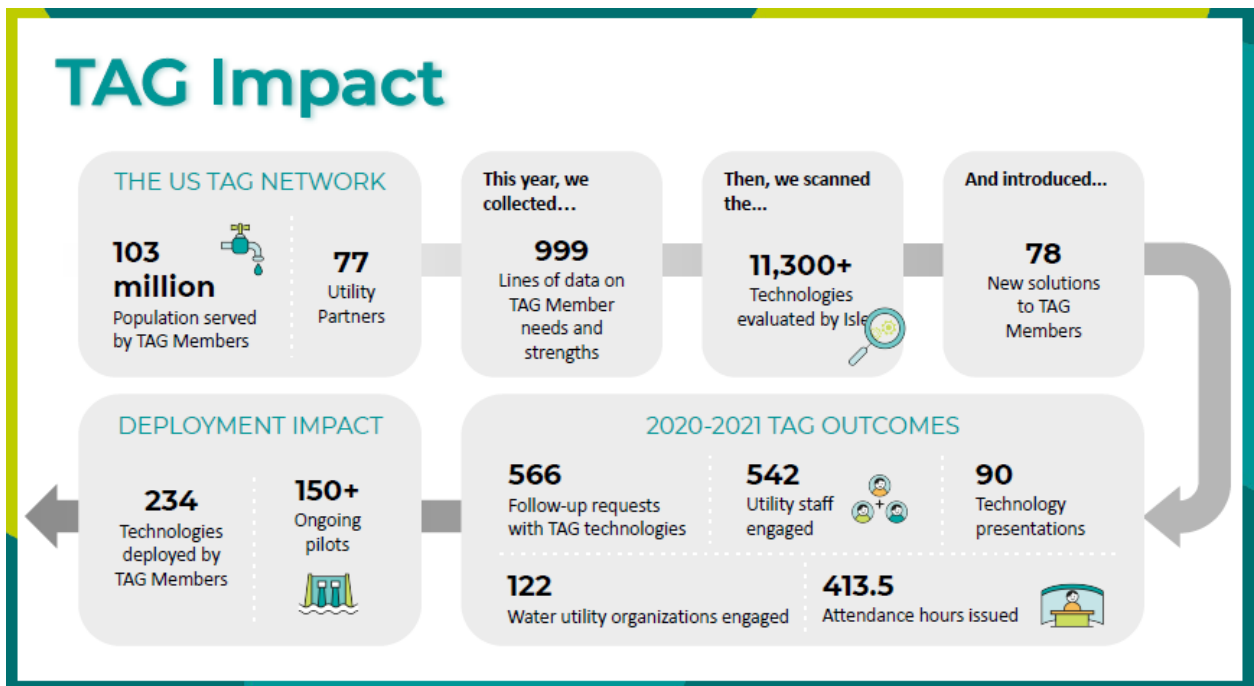 TAG Impact
THE US TAG NETWORK
103
million
Population served
by TAG Members
77
Utility
Partners
This year, we
collected...
999
Lines of data on
TAG Member
needs and
strengths
Then, we scanned
the...
11,300+
Technologies
evaluated by Isle
And introduced...
78
New solutions
to TAG
Members
2020-2021 TAG OUTCOMES
566
Follow-up requests
with TAG technologies
542
Utility staff
engaged
90
Technology
presentations
122
Water utility organizations engaged
413.5
Attendance hours issued
DEPLOYMENT IMPACT
234
Technologies
deployed by
TAG Members
150+
Ongoing
pilots